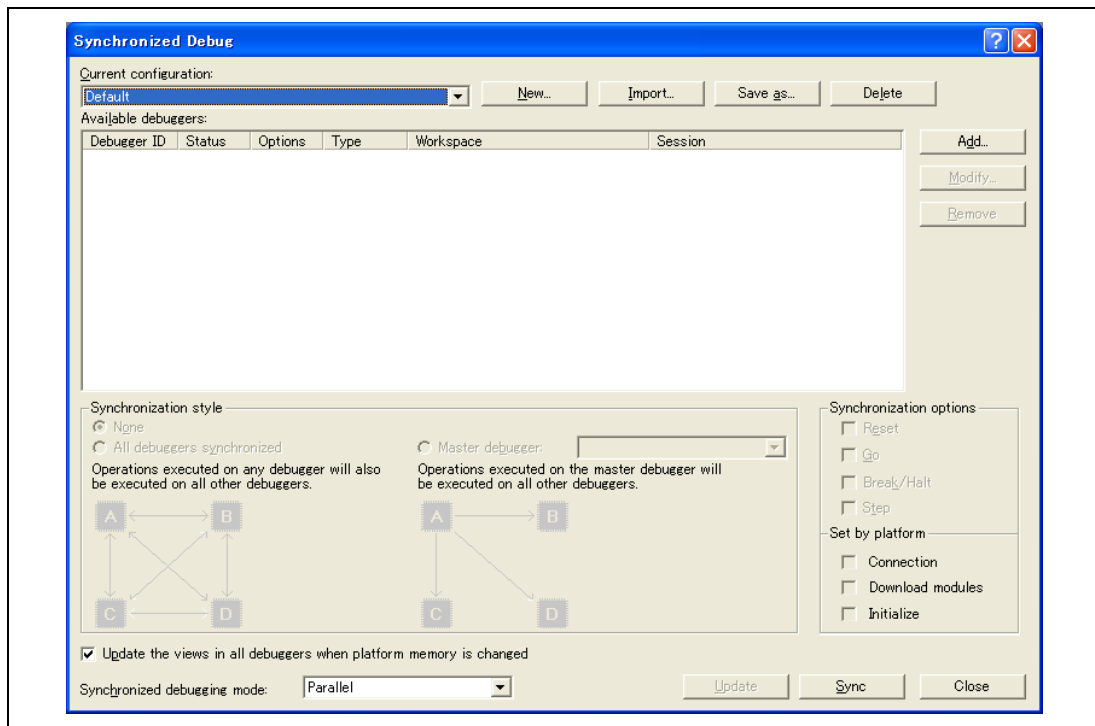 Synchronized Debug
Current configuration:
Default
New...
Import...
Save as...
Delete
Available debuggers:
Debugger ID Status Options Type Workspace Session
Add...
Modify...
Remove
Synchronization style
None
All debuggers synchronized
Operations executed on any debugger will also
be executed on all other debuggers.
A B
C D
Master debugger:
Operations executed on the master debugger will
be executed on all other debuggers.
A B
C D
Synchronization options
Reset
Go
Break/Halt
Step
Set by platform
Connection
Download modules
Initialize
Update the views in all debuggers when platform memory is changed
Synchronized debugging mode: Parallel
Update
Sync
Close